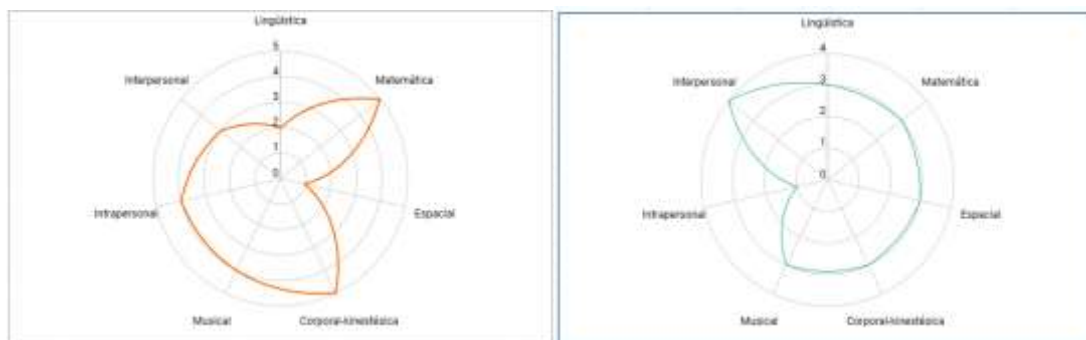 Lingüística
5
4
3
2
1
0
Matemática
Espacial
Corporal-kinestésica
Musical
Intrapersonal
Interpersonal
Lingüística
4
3
2
1
0
Matemática
Espacial
Corporal-kinestésica
Musical
Intrapersonal
Interpersonal